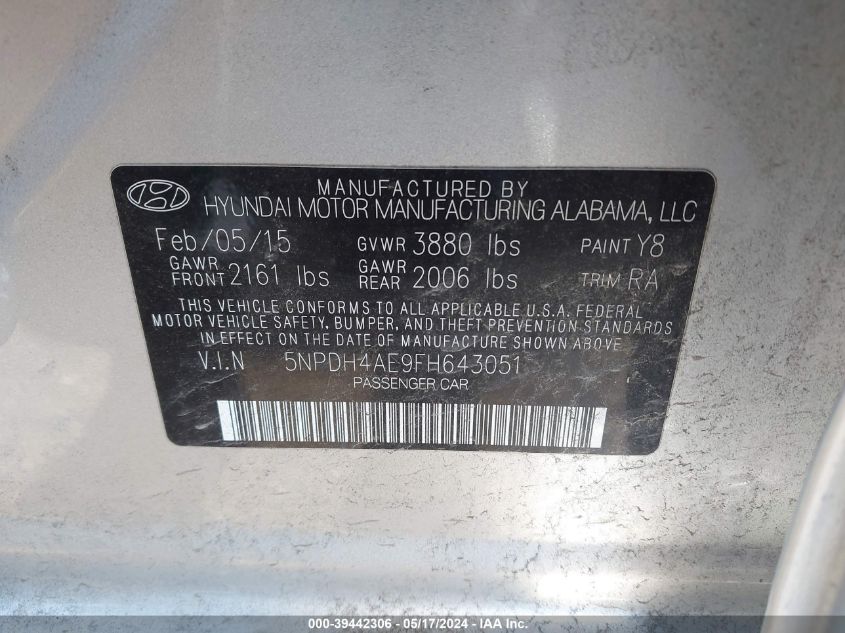 MANUFACTURED BY
HYUNDAI MOTOR MANUFACTURING ALABAMA, LLC
Feb/05/15 GVWR 3880 lbs PAINT Y8
GAWR FRONT 2161 lbs GAWR REAR 2006 lbs TRIM RA
THIS VEHICLE CONFORMS TO ALL APPLICABLE U.S.A. FEDERAL
MOTOR VEHICLE SAFETY, BUMPER, AND THEFT PREVENTION STANDARDS
IN EFFECT ON THE DATE OF MANUFACTURE SHOWN ABOVE.
V.I.N 5NPDH4AE9FH643051
PASSENGER CAR
000-39442306 - 05/17/2024 - IAA Inc.